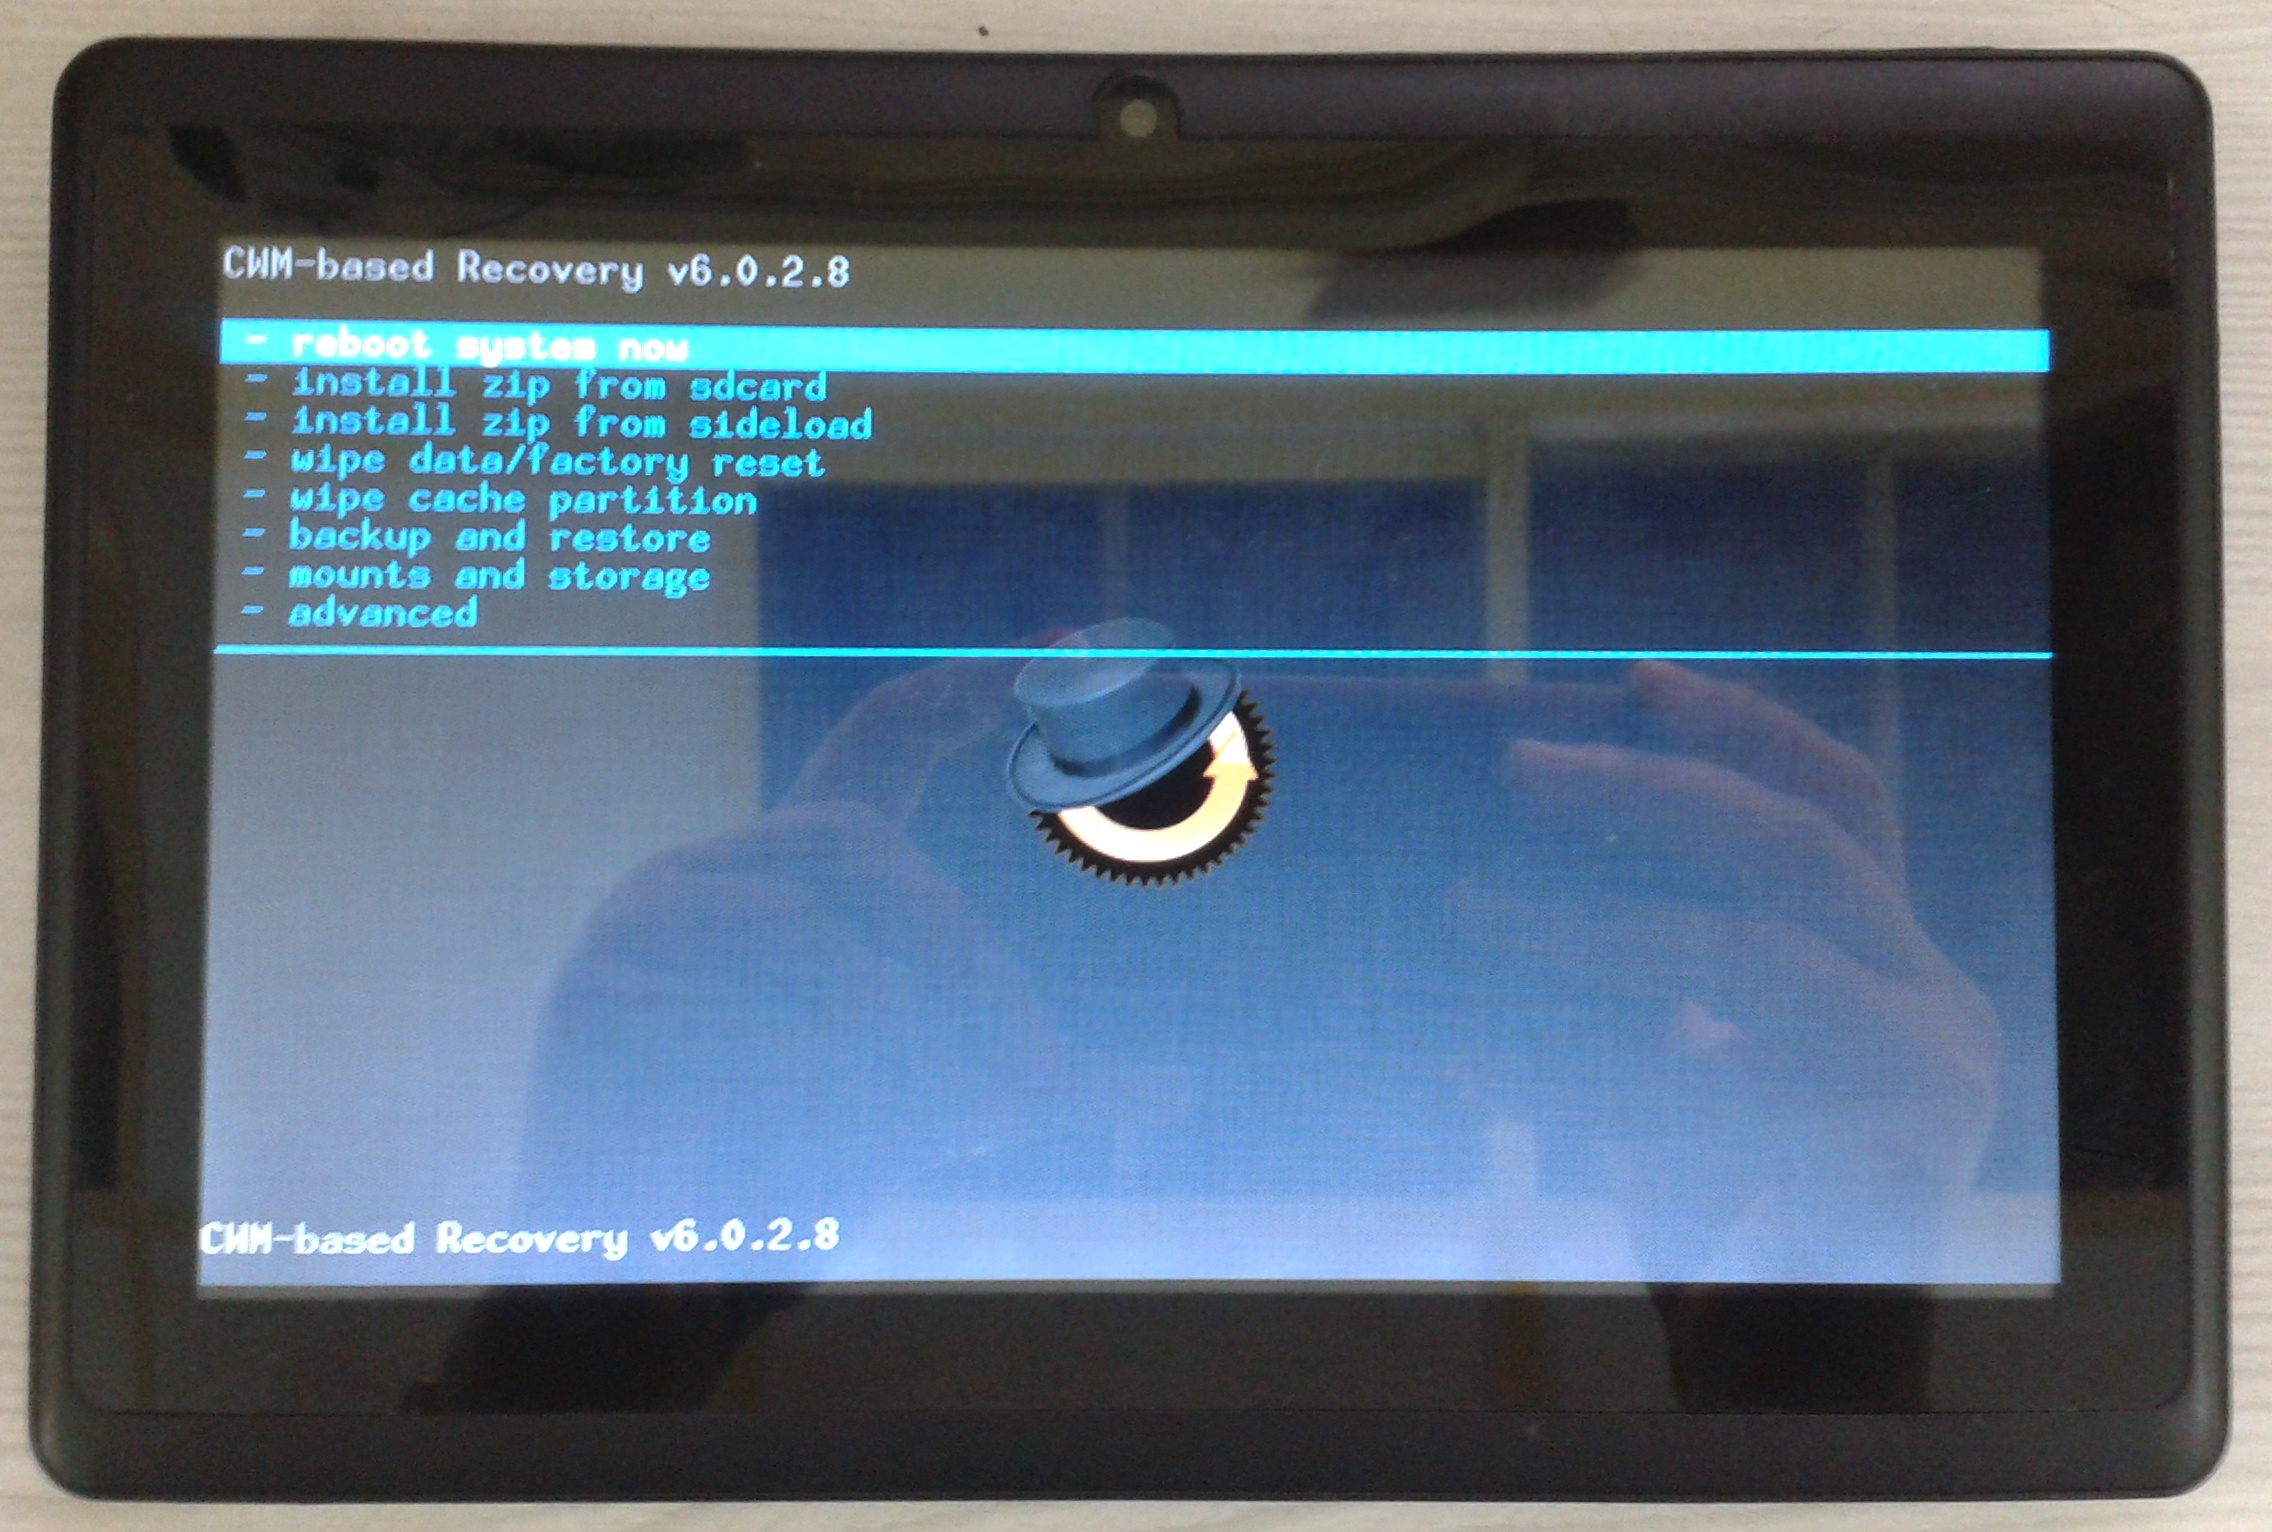 CWM-based Recovery v6.0.2.8
- reboot system now
- install zip from sdcard
- install zip from sideload
- wipe data/factory reset
- wipe cache partition
- backup and restore
- mounts and storage
- advanced
CWM-based Recovery v6.0.2.8